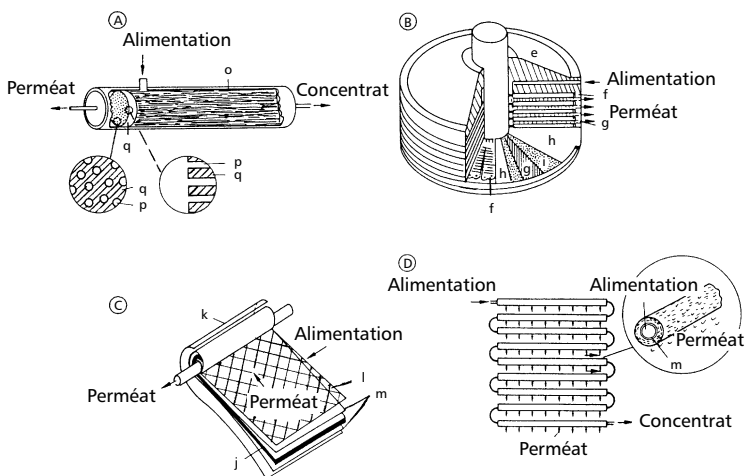 A
Alimentation
o
Perméat
Concentrat
q
p
q
q
p
B
e
Alimentation
f
Perméat
g
h
i
h
g
f
C
k
Alimentation
l
Perméat
Perméat
m
j
D
Alimentation
Alimentation
Perméat
m
Concentrat
Perméat